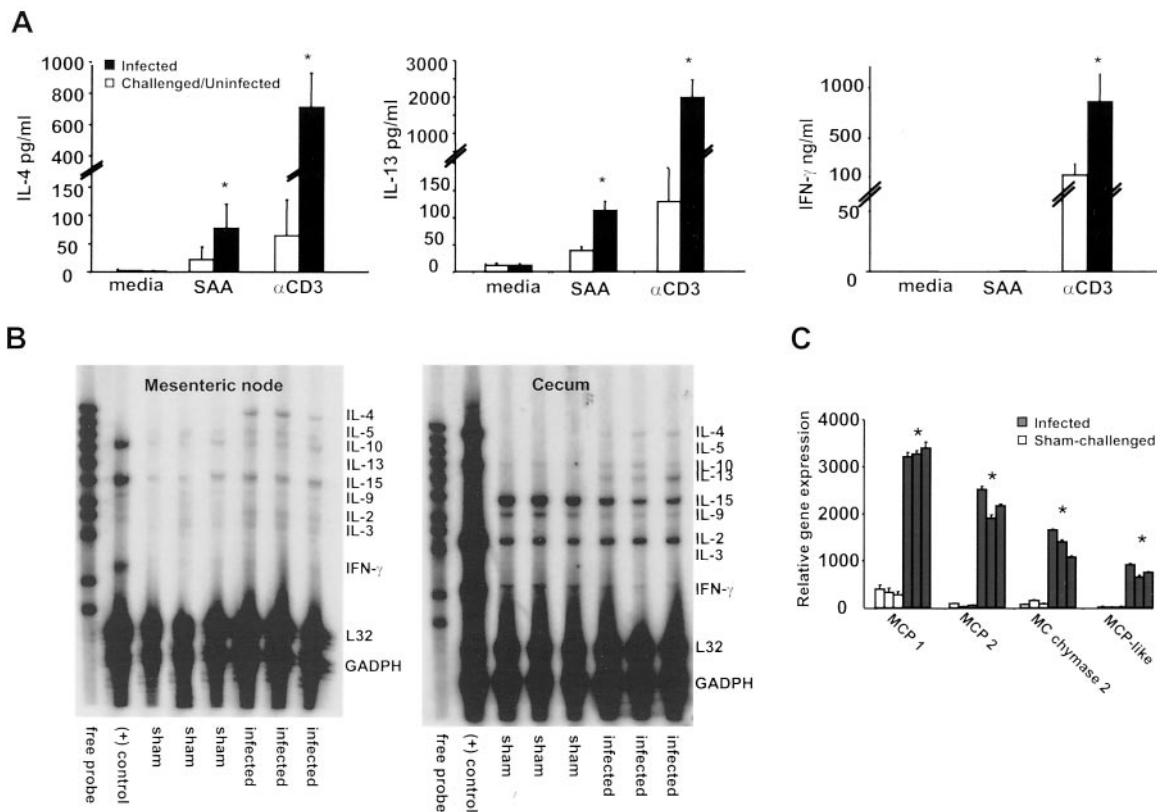 A
IL-4 pg/ml
1000
800
600
400
150
100
50
0
Infected
Challenged/Uninfected
*
*
media SAA αCD3
IL-13 pg/ml
3000
2000
1000
150
100
50
0
*
*
media SAA αCD3
IFN-γ ng/ml
1000
500
100
50
0
*
media SAA αCD3
B
Mesenteric node
IL-4
IL-5
IL-10
IL-13
IL-15
IL-9
IL-2
IL-3
IFN-γ
L32
GADPH
free probe
(+) control
sham
sham
sham
infected
infected
infected
Cecum
IL-4
IL-5
IL-10
IL-13
IL-15
IL-9
IL-2
IL-3
IFN-γ
L32
GADPH
free probe
(+) control
sham
sham
sham
infected
infected
infected
C
Relative gene expression
4000
3000
2000
1000
0
Infected
Sham-challenged
*
*
*
*
MCP 1
MCP 2
MC chymase 2
MCP-like